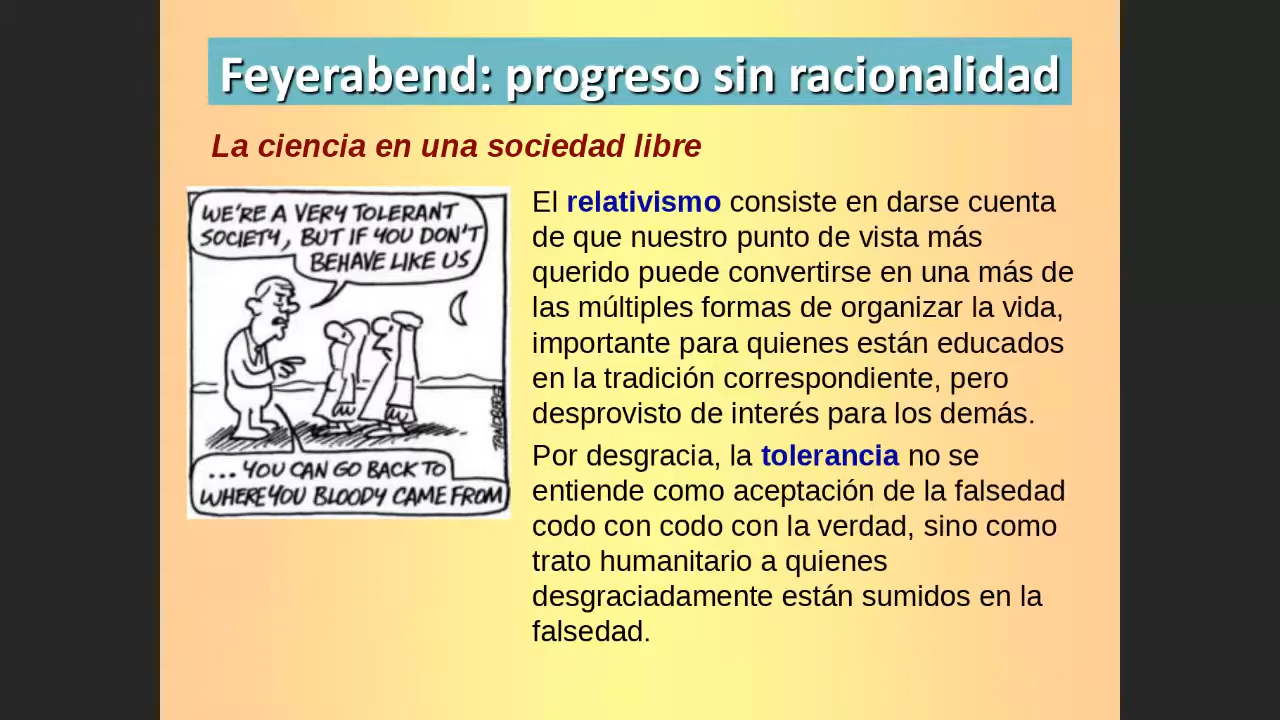 Feyerabend: progreso sin racionalidad
La ciencia en una sociedad libre
WE'RE A VERY TOLERANT
SOCIETY, BUT IF YOU DON'T
BEHAVE LIKE US
... YOU CAN GO BACK TO
WHERE YOU BLOODY CAME FROM
TANDBERG
El relativismo consiste en darse cuenta
de que nuestro punto de vista más
querido puede convertirse en una más de
las múltiples formas de organizar la vida,
importante para quienes están educados
en la tradición correspondiente, pero
desprovisto de interés para los demás.
Por desgracia, la tolerancia no se
entiende como aceptación de la falsedad
codo con codo con la verdad, sino como
trato humanitario a quienes
desgraciadamente están sumidos en la
falsedad.